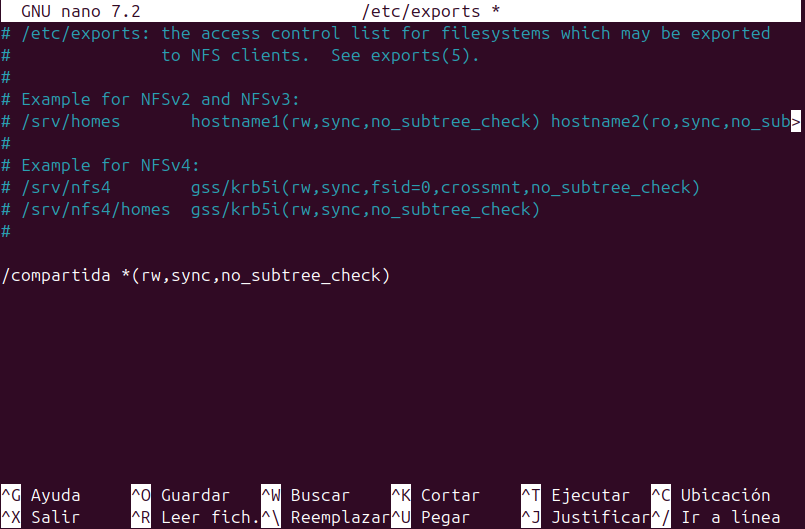 GNU nano 7.2 /etc/exports *
# /etc/exports: the access control list for filesystems which may be exported
# to NFS clients. See exports(5).
#
# Example for NFSv2 and NFSv3:
# /srv/homes hostname1(rw,sync,no_subtree_check) hostname2(ro,sync,no_sub>
#
# Example for NFSv4:
# /srv/nfs4 gss/krb5i(rw,sync,fsid=0,crossmnt,no_subtree_check)
# /srv/nfs4/homes gss/krb5i(rw,sync,no_subtree_check)
#
/compartida *(rw,sync,no_subtree_check)
^G Ayuda ^O Guardar ^W Buscar ^K Cortar ^T Ejecutar ^C Ubicación
^X Salir ^R Leer fich. ^\ Reemplazar ^U Pegar ^J Justificar ^/ Ir a línea